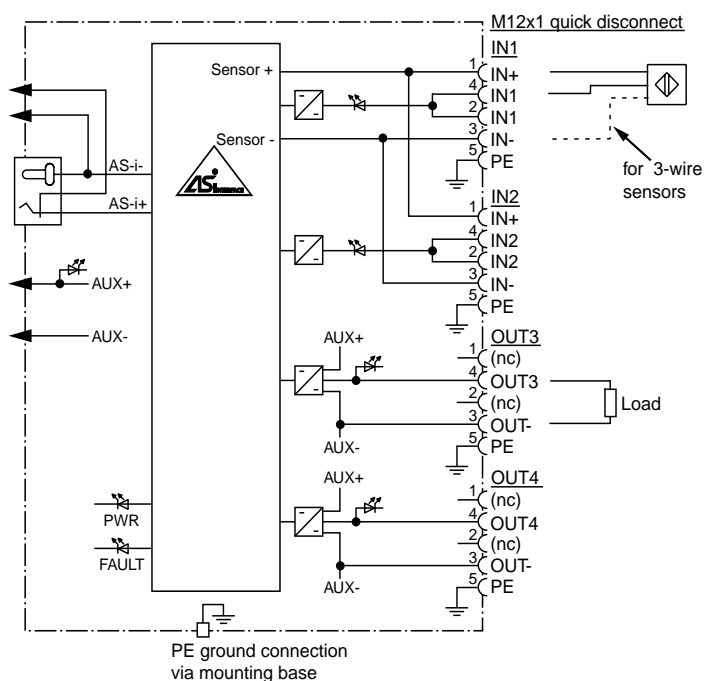 M12x1 quick disconnect
IN1
Sensor +
1 IN+
4 IN1
2 IN1
Sensor -
3 IN-
5 PE
for 3-wire
sensors
AS-i-
AS-i+
ASi INTERFACE
IN2
1 IN+
4 IN2
2 IN2
3 IN-
5 PE
AUX+
AUX-
OUT3
AUX+
1 (nc)
4 OUT3
2 (nc)
Load
3 OUT-
AUX-
5 PE
OUT4
AUX+
1 (nc)
4 OUT4
2 (nc)
3 OUT-
AUX-
5 PE
PWR
FAULT
PE ground connection
via mounting base